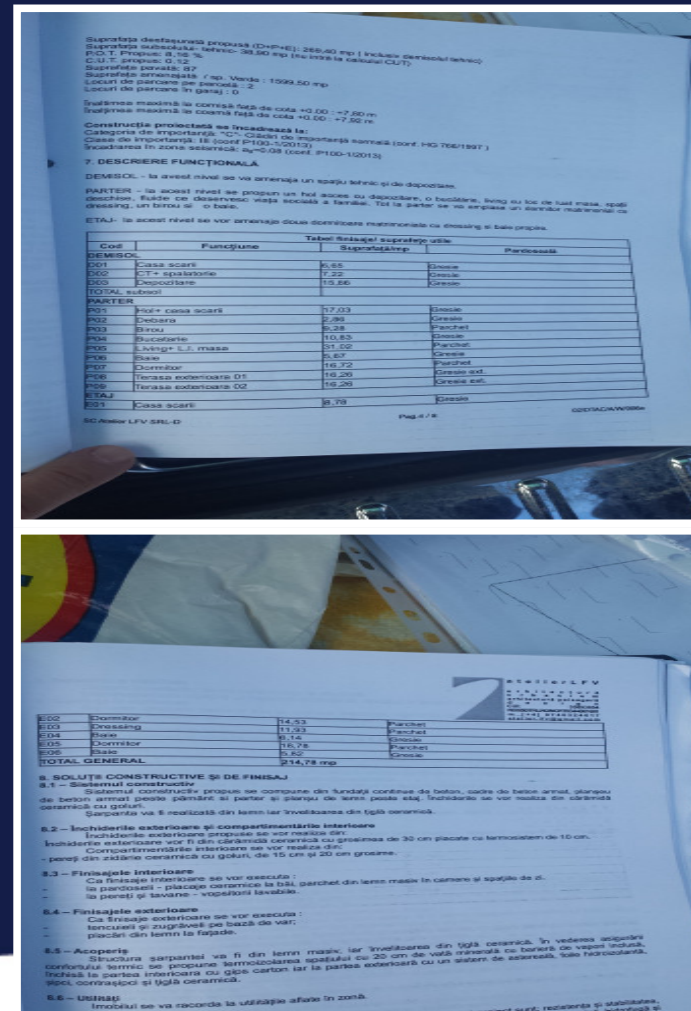 Suprafața desfășurată propusă (D+P+E): 269,40 mp ( inclusiv demisolul tehnic)
Suprafața subsolului- tehnic- 38,90 mp (nu intră la calculul CUT)
P.O.T. Propus: 8,16 %
C.U.T. propus: 0,12
Suprafețe pavată: 87
Suprafețe amenajată / sp. Verde : 1599,50 mp
Locuri de parcare pe parcelă : 2
Locuri de parcare în garaj : 0
Înălțimea maximă la cornișă față de cota +0.00 : +7,80 m
Înălțimea maximă la coamă față de cota +0.00 : +7,92 m
Construcția proiectată se încadrează la:
Categoria de importanță: "C"- Clădiri de importanță normală (conf. HG 766/1997 )
Clasa de importanță: III (conf P100-1/2013)
Încadrarea în zona seismică: ag=0,08 (conf. P100-1/2013)
7. DESCRIERE FUNCȚIONALĂ
DEMISOL - la avest nivel se va amenaja un spațiu tehnic și de depozitare.
PARTER - la acest nivel se propun un hol acces cu depozitare, o bucătărie, living cu loc de luat masa, spații
deschise, fluide ce deservesc viața socială a familiei. Tot la parter se va amplasa un dormitor matrimonial cu
dressing, un birou si o baie.
ETAJ- la acest nivel se vor amenaja doua dormitoare matrimoniale cu dressing si baie proprie.
Tabel finisaje/ suprafețe utile
Cod Funcțiune Suprafață/mp Pardoseală
DEMISOL
D01 Casa scarii 6,65 Gresie
D02 CT+ spalatorie 7,22 Gresie
D03 Depozitare 15,86 Gresie
TOTAL subsol
PARTER
P01 Hol+ casa scarii 17,03 Gresie
P02 Debara 2,86 Gresie
P03 Birou 9,28 Parchet
P04 Bucatarie 10,83 Gresie
P05 Living+ L.l. masa 31,02 Parchet
P06 Baie 5,67 Gresie
P07 Dormitor 16,72 Parchet
P08 Terasa exterioara 01 16,26 Gresie ext.
P09 Terasa exterioara 02 16,26 Gresie ext.
ETAJ
E01 Casa scarii 8,78 Gresie
SC Atelier LFV SRL-D Pag.4 / 8
atelierLFV
E02 Dormitor 14,53 Parchet
E03 Dressing 11,93 Parchet
E04 Baie 6,14 Gresie
E05 Dormitor 16,78 Parchet
E06 Baie 5,62 Gresie
TOTAL GENERAL 214,78 mp
8. SOLUȚII CONSTRUCTIVE ȘI DE FINISAJ
8.1 – Sistemul constructiv
Sistemul constructiv propus se compune din fundații continue de beton, cadre de beton armat, planșeu
de beton armat peste pământ si parter și planșeu de lemn peste etaj. Închiderile se vor realiza din cărămidă
ceramică cu goluri.
Șarpanta va fi realizată din lemn iar învelitoarea din țiglă ceramică.
8.2 – Închiderile exterioare și compartimentările interioare
Închiderile exterioare propuse se vor realiza din:
Închiderile exterioare vor fi din cărămidă ceramică cu grosimea de 30 cm placate cu termosistem de 10 cm.
Compartimentările interioare se vor realiza din:
- pereți din zidărie ceramică cu goluri, de 15 cm și 20 cm grosime.
8.3 – Finisajele interioare
Ca finisaje interioare se vor executa :
- la pardoseli - placaje ceramice la băi, parchet din lemn masiv în camere și spațiile de zi.
- la pereți si tavane - vopsitorii lavabile.
8.4 – Finisajele exterioare
Ca finisaje exterioare se vor executa :
- tencuieli și zugrăveli pe bază de var;
- placări din lemn la fațade.
8.5 – Acoperiș
Structura șarpantei va fi din lemn masiv, iar învelitoarea din țiglă ceramică. În vederea asigurării
confortului termic se propune termoizolarea spațiului cu 20 cm de vată minerală cu barieră de vapori inclusă,
închisă la partea interioara cu gips carton iar la partea exterioară cu un sistem de astereală, folie hidroizolantă,
șipci, contrașipci și țiglă ceramică.
8.6 – Utilități
Imobilul se va racorda la utilitățile aflate în zonă.
sunt: rezistența și stabilitatea,